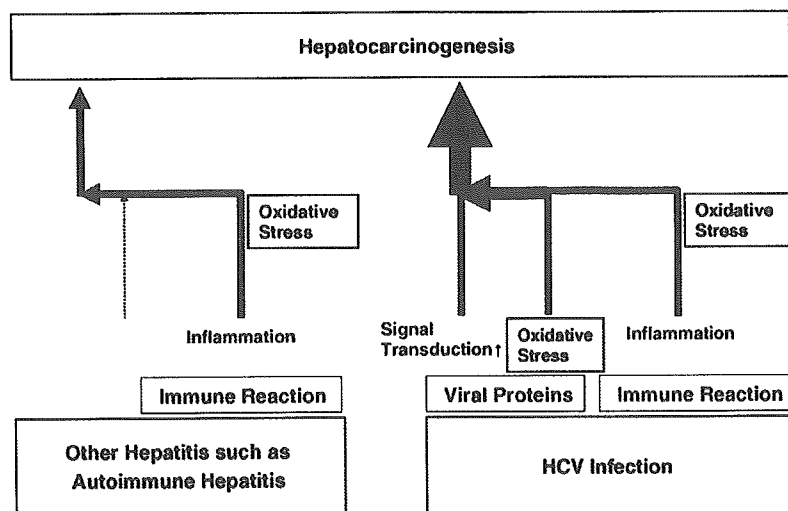 Hepatocarcinogenesis
Oxidative
Stress
Inflammation
Immune Reaction
Other Hepatitis such as
Autoimmune Hepatitis
Oxidative
Stress
Signal
Transduction↑
Oxidative
Stress
Inflammation
Viral Proteins
Immune Reaction
HCV Infection